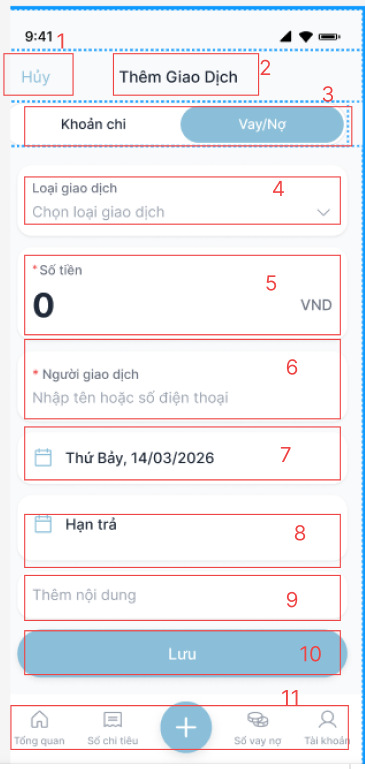 9:41 1
Hủy
Thêm Giao Dịch 2
3
Khoản chi Vay/Nợ
Loại giao dịch 4
Chọn loại giao dịch
* Số tiền 5
0 VND
6
* Người giao dịch
Nhập tên hoặc số điện thoại
Thứ Bảy, 14/03/2026 7
Hạn trả 8
Thêm nội dung 9
Lưu 10
11
Tổng quan Số chi tiêu + Số vay nợ Tài khoản